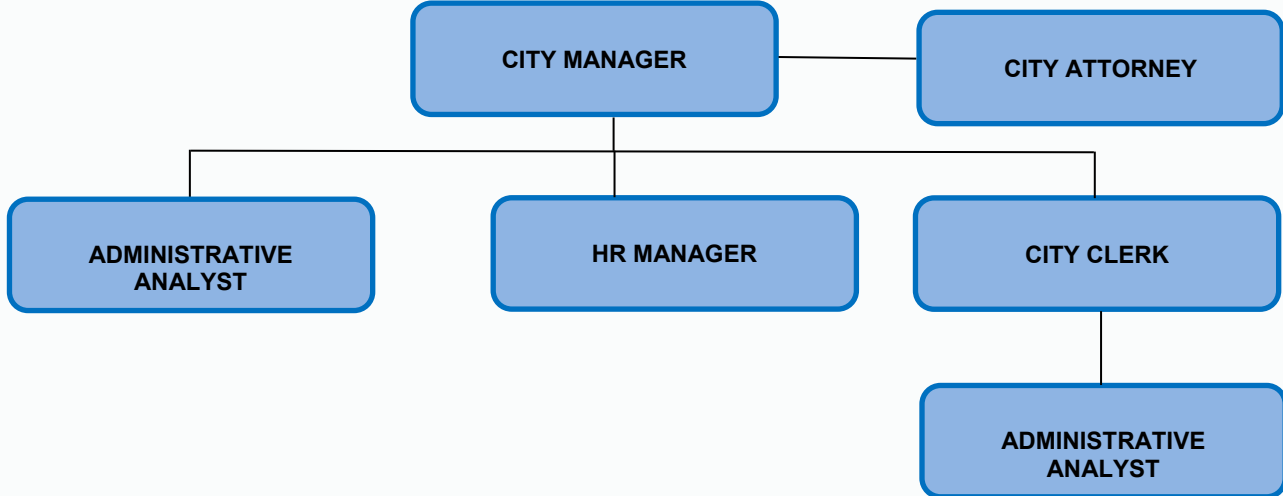 CITY MANAGER
CITY ATTORNEY
ADMINISTRATIVE
ANALYST
HR MANAGER
CITY CLERK
ADMINISTRATIVE
ANALYST